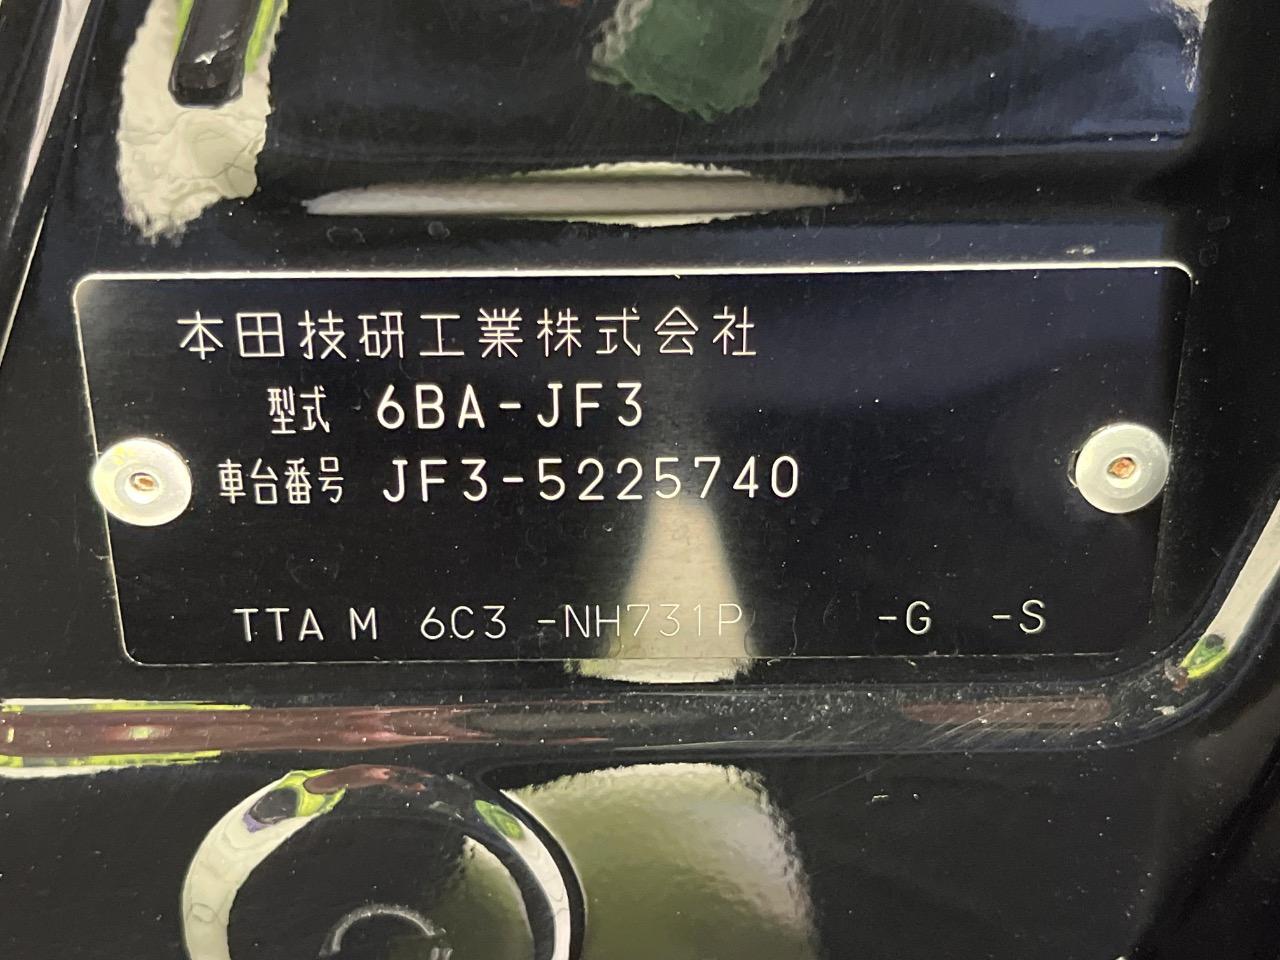 本田技研工業株式会社
型式 6BA-JF3
車台番号 JF3-5225740
TTA M 6C3 -NH731P -G -S